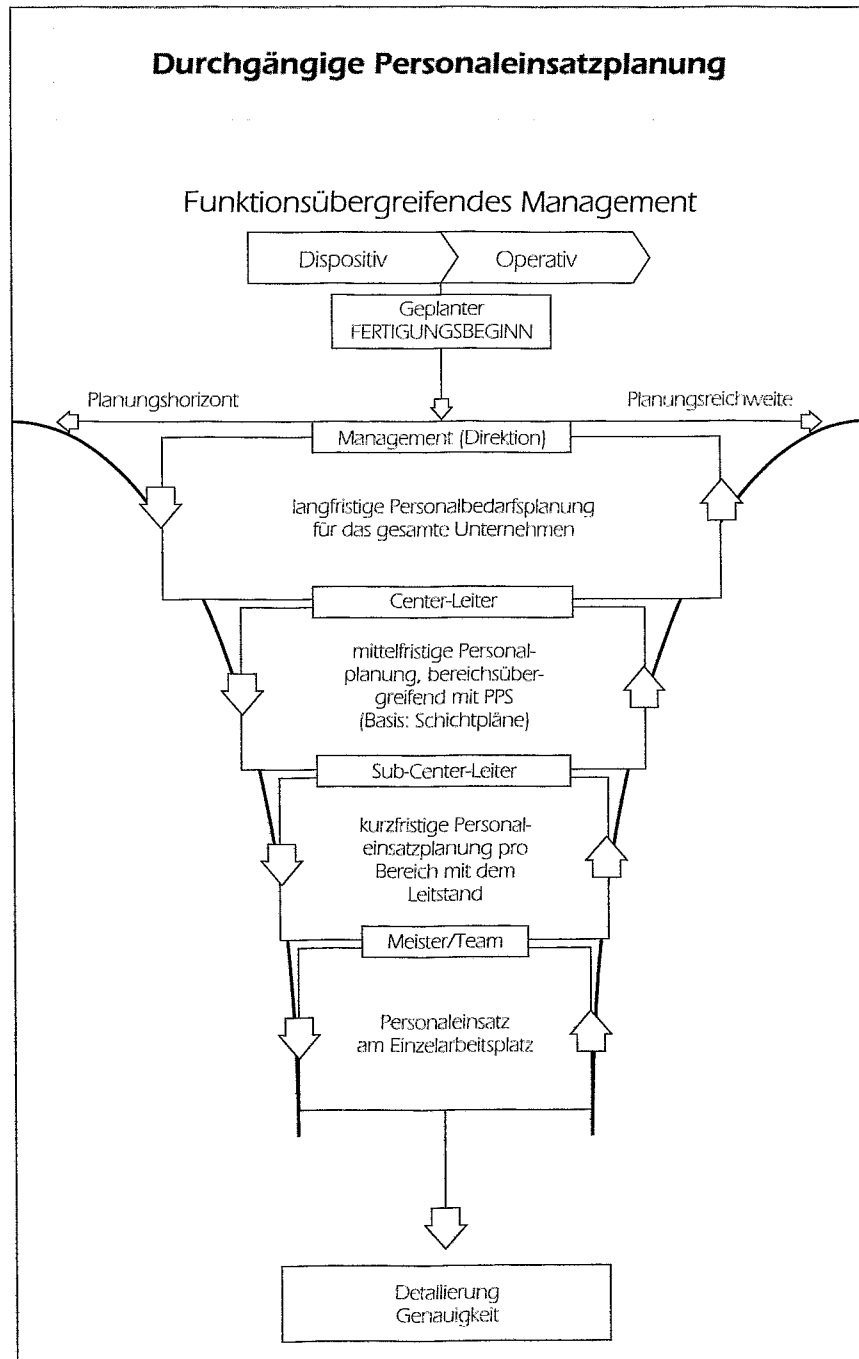 Durchgängige Personaleinsatzplanung
Funktionsübergreifendes Management
Dispositiv
Operativ
Geplanter
FERTIGUNGSBEGINN
Planungshorizont
Planungsreichweite
Management (Direktion)
langfristige Personalbedarfsplanung
für das gesamte Unternehmen
Center-Leiter
mittelfristige Personal-
planung, bereichsüber-
greifend mit PPS
(Basis: Schichtpläne)
Sub-Center-Leiter
kurzfristige Personal-
einsatzplanung pro
Bereich mit dem
Leitstand
Meister/Team
Personaleinsatz
am Einzelarbeitsplatz
Detaillierung
Genauigkeit